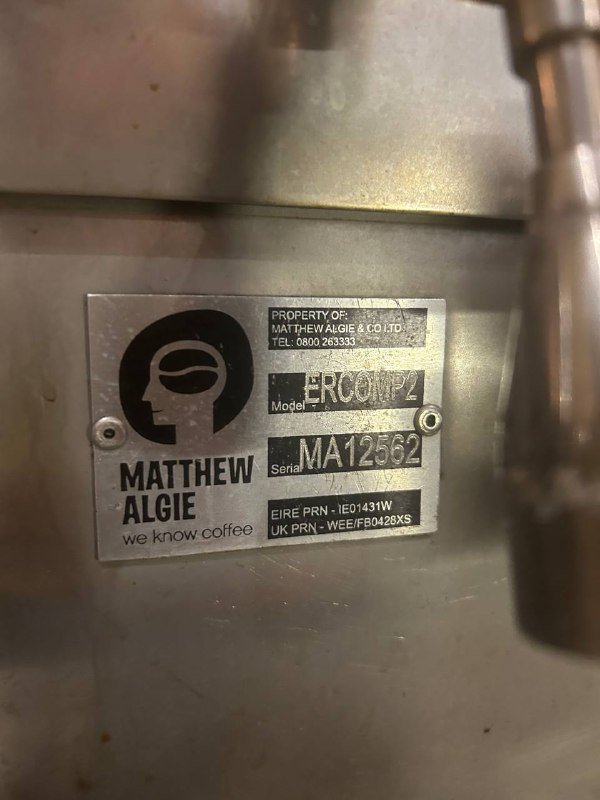 MATTHEW
ALGIE
we know coffee
PROPERTY OF:
MATTHEW ALGIE & CO LTD
TEL: 0800 263333
Model ERCOMP2
Serial MA12562
EIRE PRN - IE01431W
UK PRN - WEE/FB0428XS